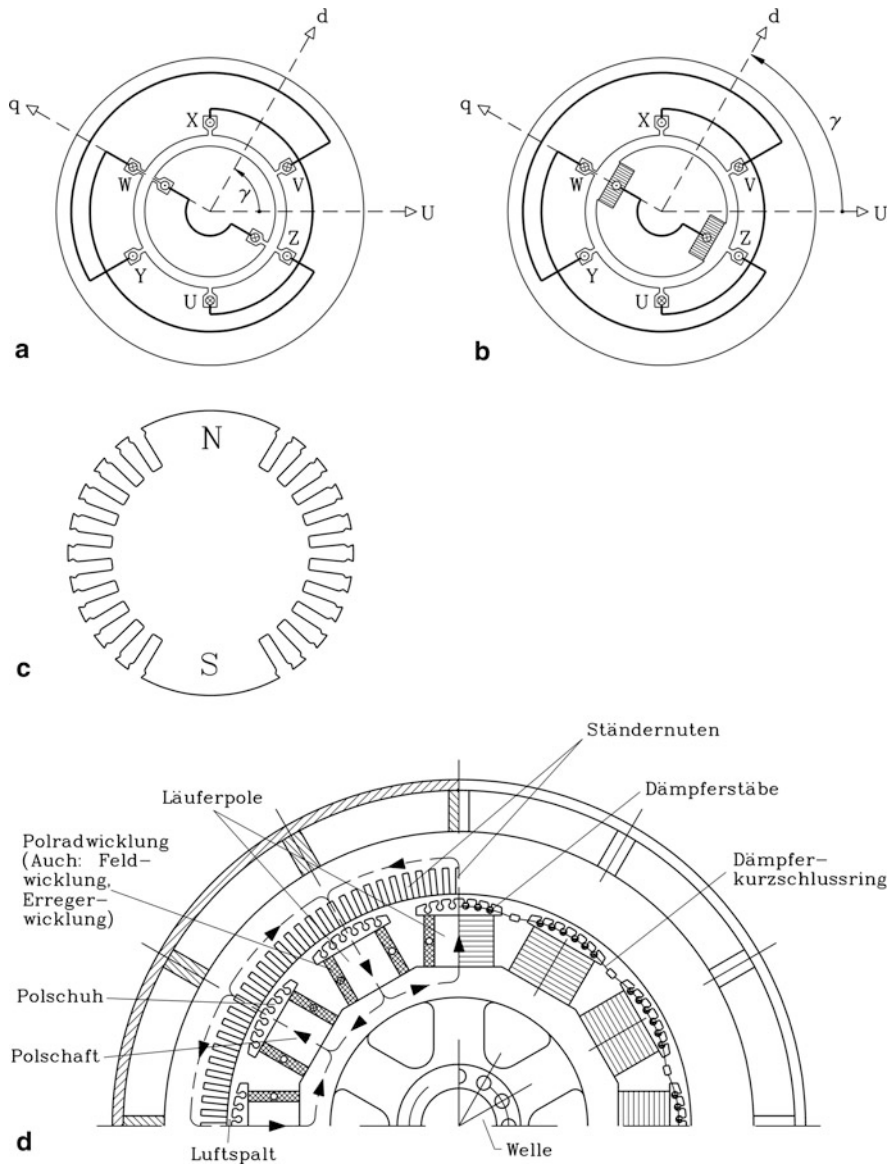 d
q
X
W
V
γ
U
Z
Y
U
a
d
q
X
γ
W
V
U
Z
Y
U
b
N
S
c
Ständernuten
Läuferpole
Dämpferstäbe
Polradwicklung
(Auch: Feld-
wicklung,
Erreger-
wicklung)
Dämpfer-
kurzschlussring
Polschuh
Polschaft
Luftspalt
Welle
d